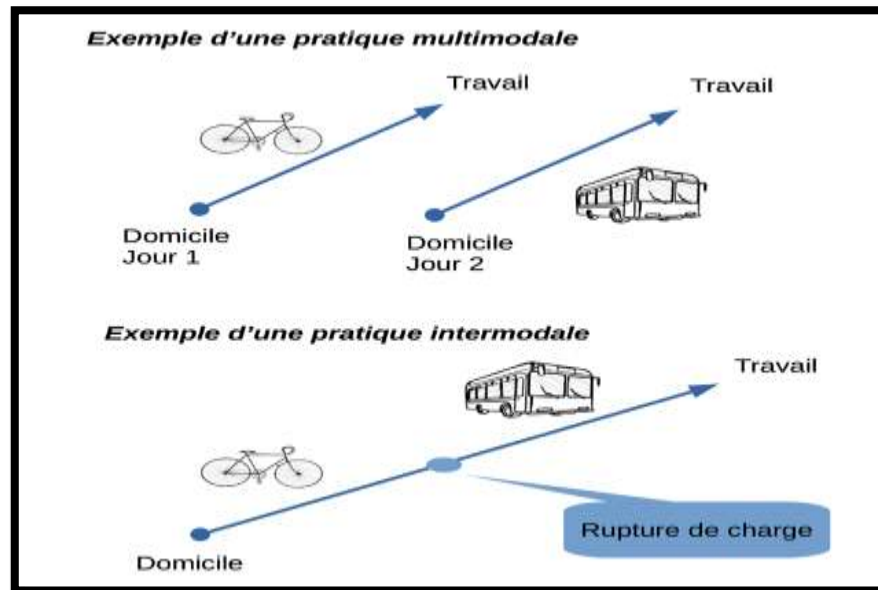 Exemple d'une pratique multimodale
Travail
Travail
Domicile
Jour 1
Domicile
Jour 2
Exemple d'une pratique intermodale
Travail
Rupture de charge
Domicile